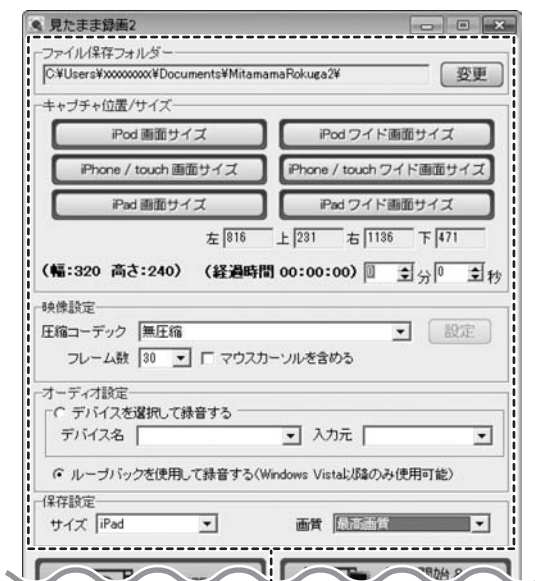 見たまま録画2
ファイル保存フォルダー
C:¥Users¥xxxxxxxxx¥Documents¥MitamamaRokuga2¥ 変更
キャプチャ位置/サイズ
iPod 画面サイズ iPod ワイド画面サイズ
iPhone / touch 画面サイズ iPhone / touch ワイド画面サイズ
iPad 画面サイズ iPad ワイド画面サイズ
左 816 上 231 右 1136 下 471
(幅:320 高さ:240) (経過時間 00:00:00) 0 分 0 秒
映像設定
圧縮コーデック 無圧縮 設定
フレーム数 30 マウスカーソルを含める
オーディオ設定
デバイスを選択して録音する
デバイス名 入力元
ループバックを使用して録音する(Windows Vista以降のみ使用可能)
保存設定
サイズ iPad 画質 最高画質